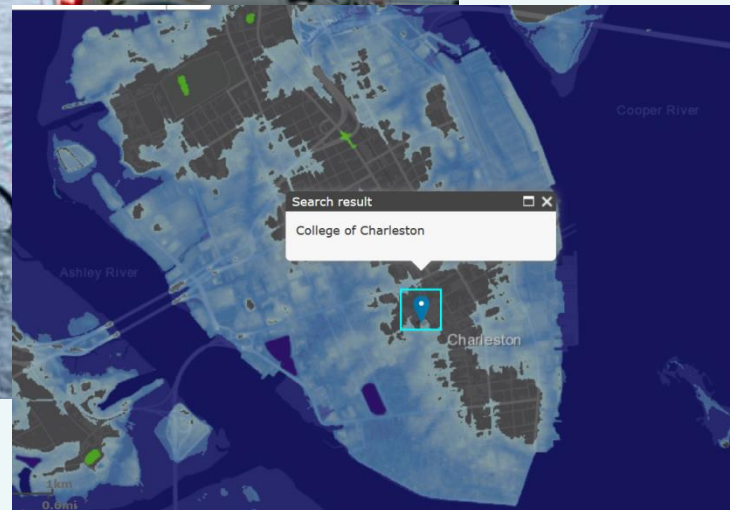 Cooper River
Search result
College of Charleston
Ashley River
Charleston
1km
0.6mi